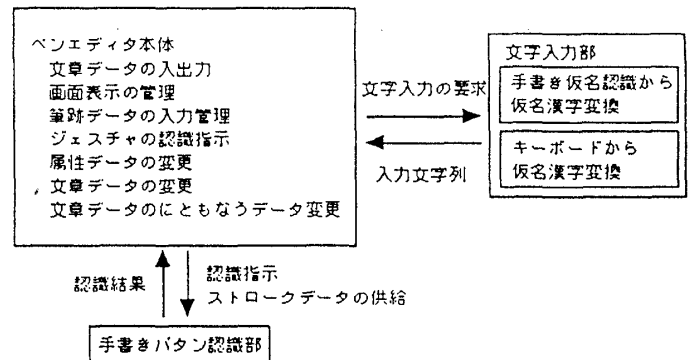 ペンエディタ本体
文章データの入出力
画面表示の管理
筆跡データの入力管理
ジェスチャの認識指示
属性データの変更
文章データの変更
文章データのにともなうデータ変更
文字入力の要求
入力文字列
文字入力部
手書き仮名認識から
仮名漢字変換
キーボードから
仮名漢字変換
認識結果
認識指示
ストロークデータの供給
手書きパタン認識部